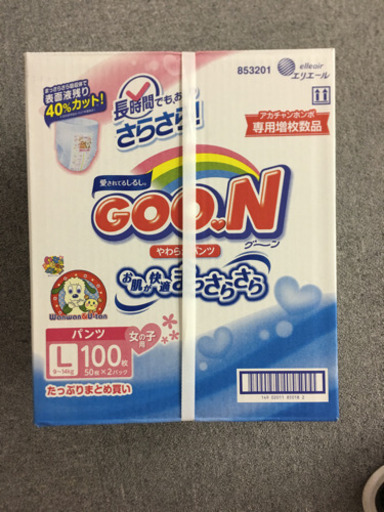 853201
elleair
エリエール
表面液残り
40%カット!
長時間でも、お
さらさら!
アカチャンホンポ
専用増枚数品
愛されてるしるし。
GOO.N
グ〜ン
やわら パンツ
お肌が快適 まっさらさら
Wanwan&U-tan
パンツ
女の子用
L
9~14kg
100枚
50枚×2パック
たっぷりまとめ買い